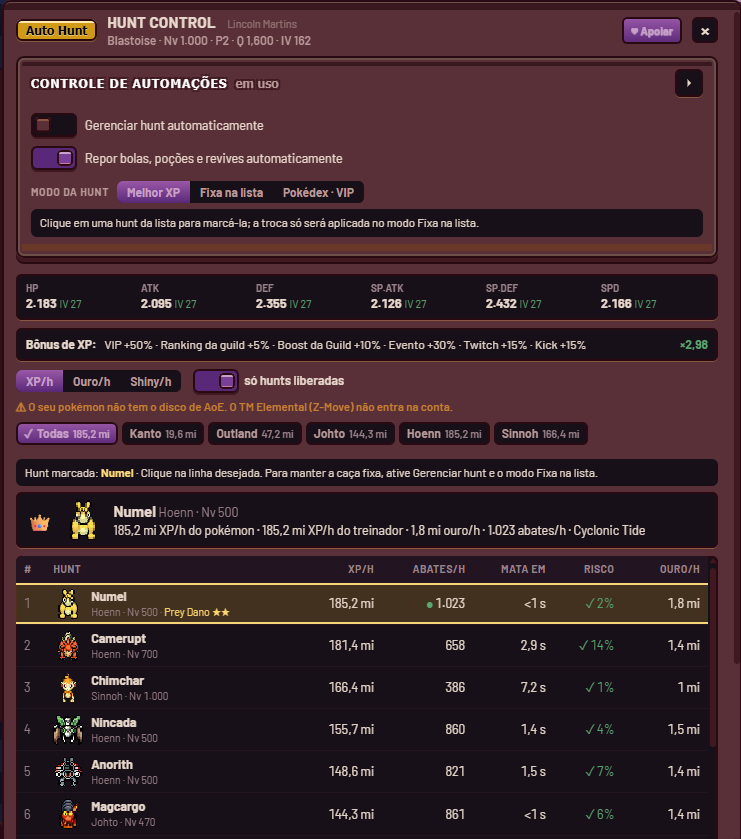 Auto Hunt HUNT CONTROL Lincoln Martins ♥ Apoiar ×
Blastoise · Nv 1.000 · P2 · Q 1,600 · IV 162
CONTROLE DE AUTOMAÇÕES em uso
Gerenciar hunt automaticamente
Repor bolas, poções e revives automaticamente
MODO DA HUNT Melhor XP Fixa na lista Pokédex · VIP
Clique em uma hunt da lista para marcá-la; a troca só será aplicada no modo Fixa na lista.
HP ATK DEF SP.ATK SP.DEF SPD
2.183 IV 27 2.095 IV 27 2.355 IV 27 2.126 IV 27 2.432 IV 27 2.166 IV 27
Bônus de XP: VIP +50% · Ranking da guild +5% · Boost da Guild +10% · Evento +30% · Twitch +15% · Kick +15% ×2,98
XP/h Ouro/h Shiny/h só hunts liberadas
⚠ O seu pokémon não tem o disco de AoE. O TM Elemental (Z-Move) não entra na conta.
✓ Todas 185,2 mi Kanto 19,6 mi Outland 47,2 mi Johto 144,3 mi Hoenn 185,2 mi Sinnoh 166,4 mi
Hunt marcada: Numel · Clique na linha desejada. Para manter a caça fixa, ative Gerenciar hunt e o modo Fixa na lista.
Numel Hoenn · Nv 500
185,2 mi XP/h do pokémon · 185,2 mi XP/h do treinador · 1,8 mi ouro/h · 1.023 abates/h · Cyclonic Tide
# HUNT XP/H ABATES/H MATA EM RISCO OURO/H
1 Numel 185,2 mi 1.023 <1 s ✓ 2% 1,8 mi
Hoenn · Nv 500 · Prey Dano ★★
2 Camerupt 181,4 mi 658 2,9 s ✓ 14% 1,4 mi
Hoenn · Nv 700
3 Chimchar 166,4 mi 386 7,2 s ✓ 1% 1 mi
Sinnoh · Nv 1.000
4 Nincada 155,7 mi 860 1,4 s ✓ 4% 1,5 mi
Hoenn · Nv 500
5 Anorith 148,6 mi 821 1,5 s ✓ 7% 1,4 mi
Hoenn · Nv 500
6 Magcargo 144,3 mi 861 <1 s ✓ 6% 1,4 mi
Johto · Nv 470